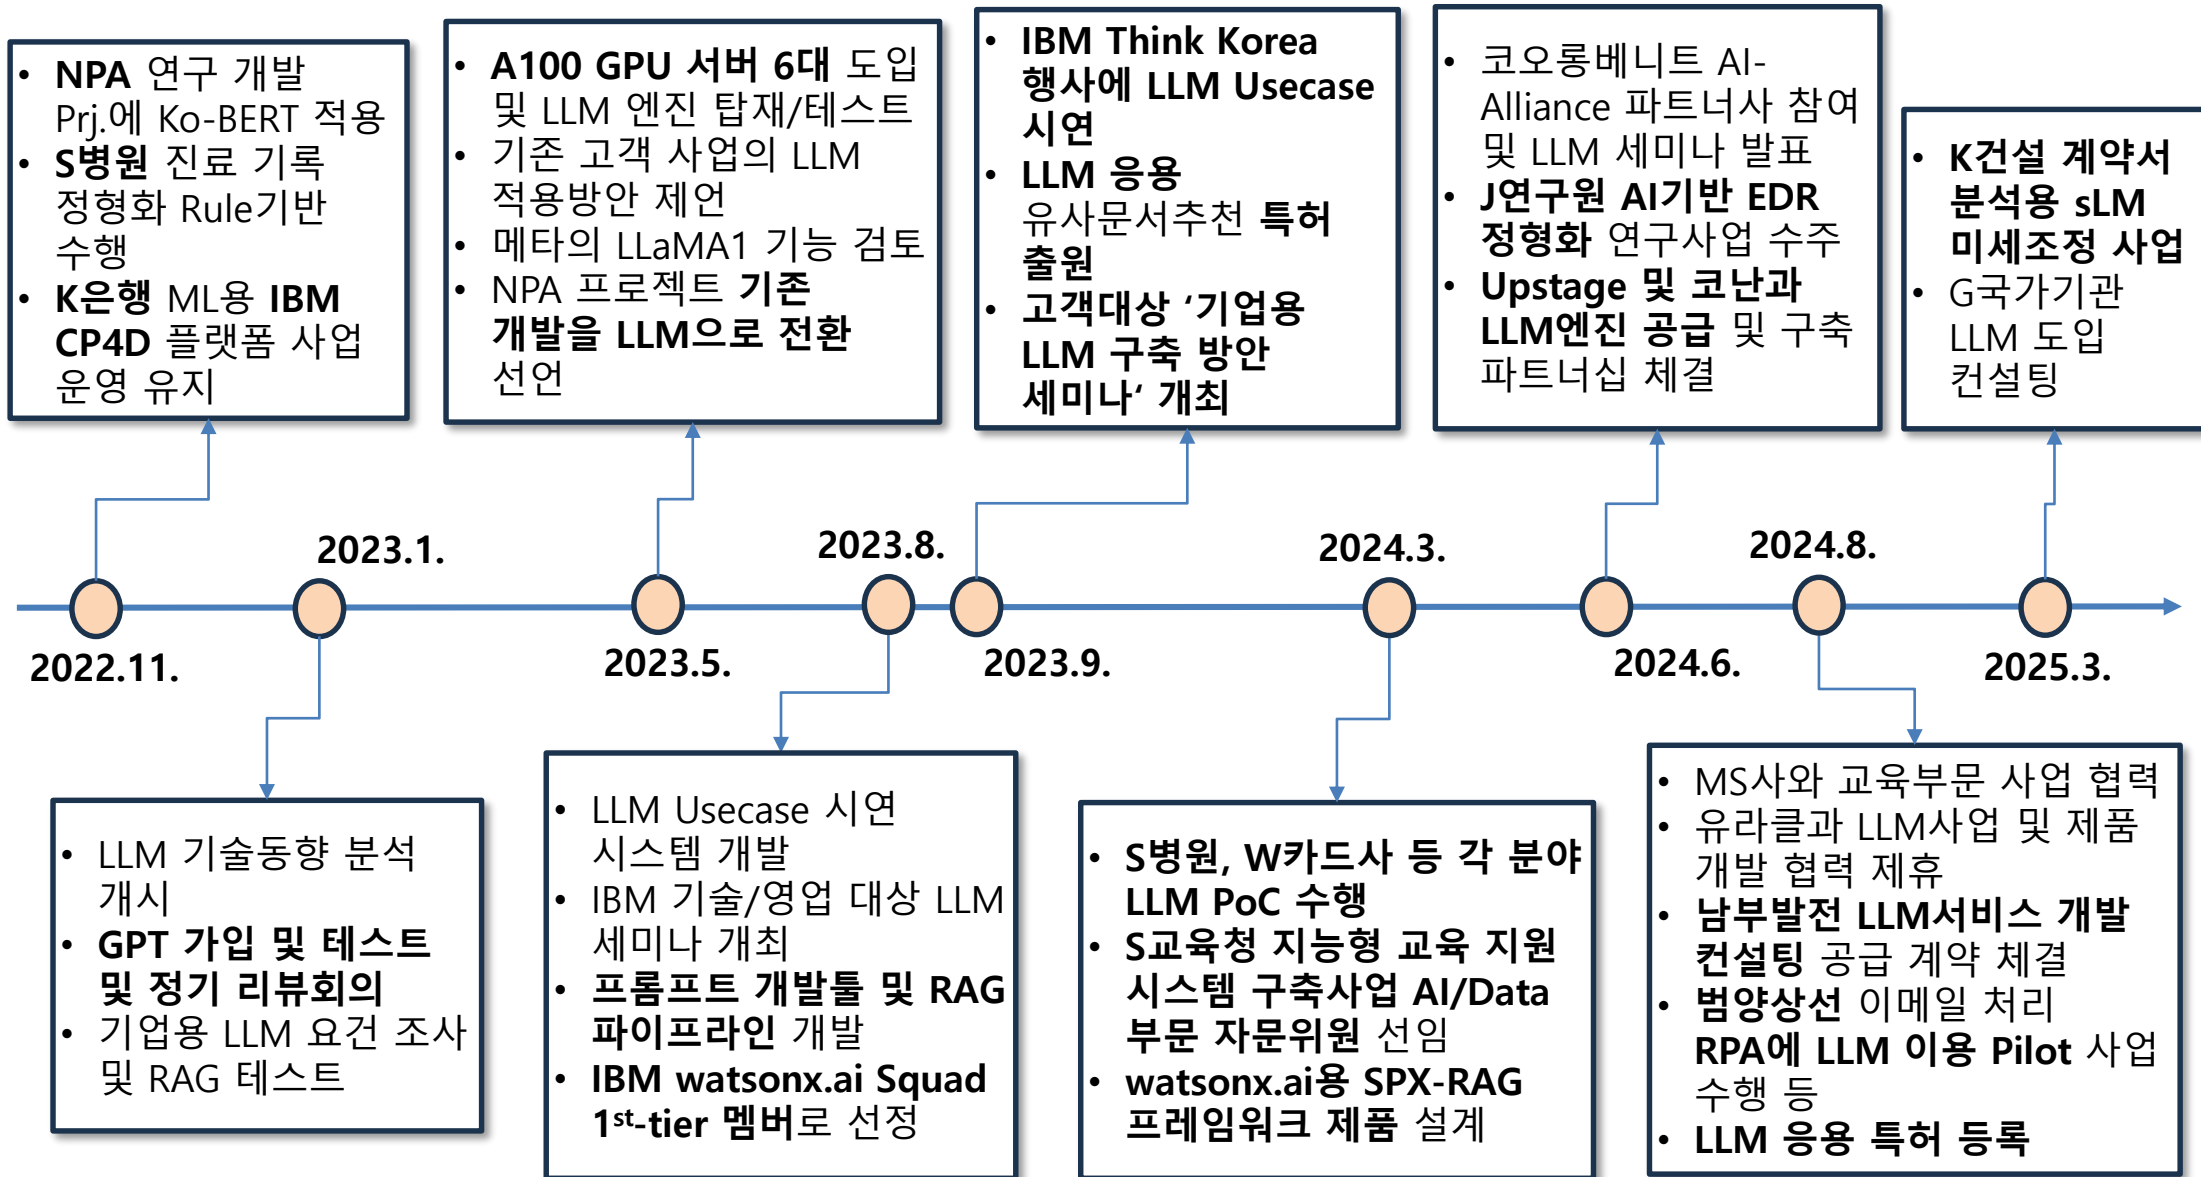 • NPA 연구 개발
Prj.에 Ko-BERT 적용
• S병원 진료 기록
정형화 Rule기반
수행
• K은행 ML용 IBM
CP4D 플랫폼 사업
운영 유지
• A100 GPU 서버 6대 도입
및 LLM 엔진 탑재/테스트
• 기존 고객 사업의 LLM
적용방안 제언
• 메타의 LLaMA1 기능 검토
• NPA 프로젝트 기존
개발을 LLM으로 전환
선언
• IBM Think Korea
행사에 LLM Usecase
시연
• LLM 응용
유사문서추천 특허
출원
• 고객대상 ‘기업용
LLM 구축 방안
세미나‘ 개최
• 코오롱베니트 AI-
Alliance 파트너사 참여
및 LLM 세미나 발표
• J연구원 AI기반 EDR
정형화 연구사업 수주
• Upstage 및 코난과
LLM엔진 공급 및 구축
파트너십 체결
• K건설 계약서
분석용 sLM
미세조정 사업
• G국가기관
LLM 도입
컨설팅
2022.11.
2023.1.
2023.5.
2023.8.
2023.9.
2024.3.
2024.6.
2024.8.
2025.3.
• LLM 기술동향 분석
개시
• GPT 가입 및 테스트
및 정기 리뷰회의
• 기업용 LLM 요건 조사
및 RAG 테스트
• LLM Usecase 시연
시스템 개발
• IBM 기술/영업 대상 LLM
세미나 개최
• 프롬프트 개발툴 및 RAG
파이프라인 개발
• IBM watsonx.ai Squad
1st-tier 멤버로 선정
• S병원, W카드사 등 각 분야
LLM PoC 수행
• S교육청 지능형 교육 지원
시스템 구축사업 AI/Data
부문 자문위원 선임
• watsonx.ai용 SPX-RAG
프레임워크 제품 설계
• MS사와 교육부문 사업 협력
• 유라클과 LLM사업 및 제품
개발 협력 제휴
• 남부발전 LLM서비스 개발
컨설팅 공급 계약 체결
• 범양상선 이메일 처리
RPA에 LLM 이용 Pilot 사업
수행 등
• LLM 응용 특허 등록